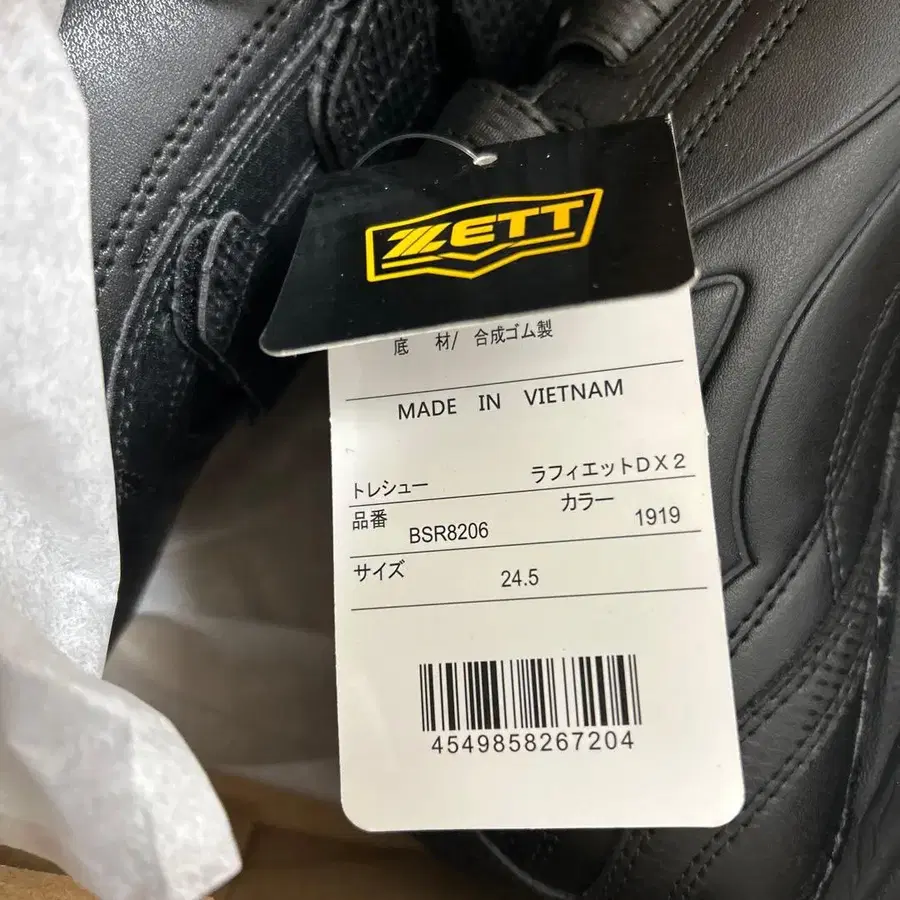 ZETT
底 材/ 合成ゴム製
MADE IN VIETNAM
トレシュー ラフィエットDX2
品番 BSR8206 カラー 1919
サイズ 24.5
4549858267204